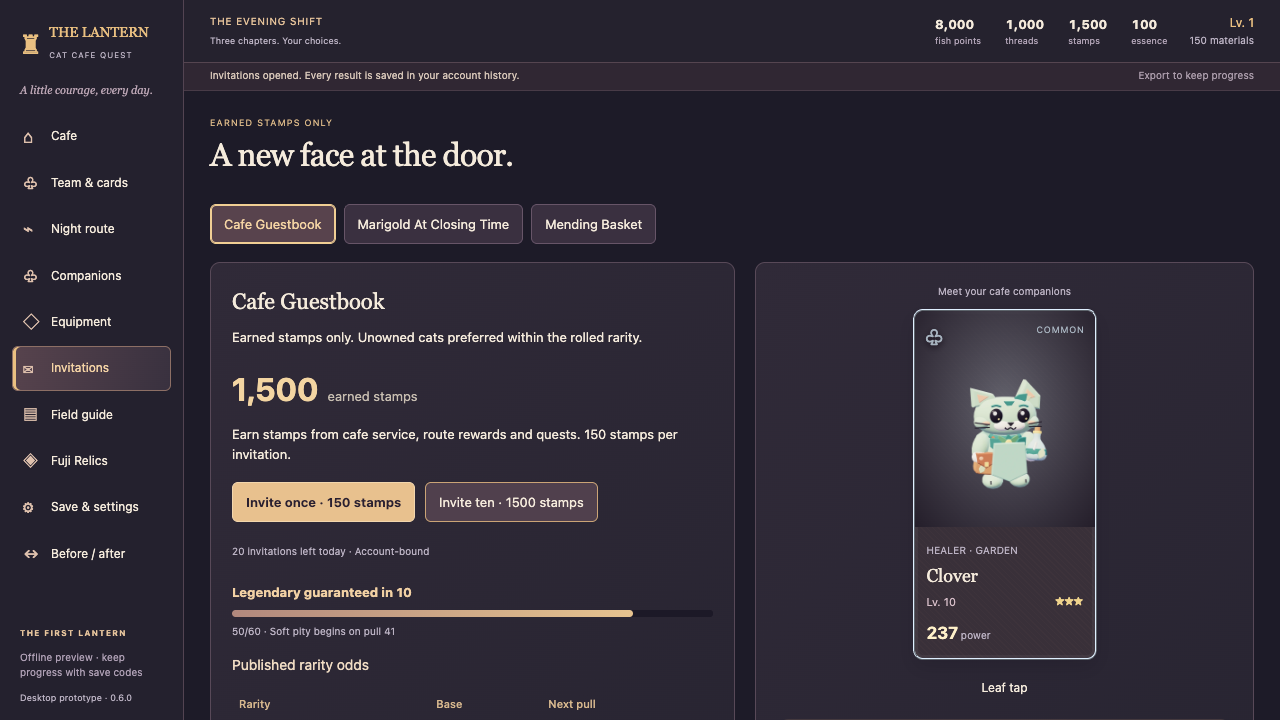 THE LANTERN
CAT CAFE QUEST
A little courage, every day.
Cafe
Team & cards
Night route
Companions
Equipment
Invitations
Field guide
Fuji Relics
Save & settings
Before / after
THE FIRST LANTERN
Offline preview · keep
progress with save codes
Desktop prototype · 0.6.0
THE EVENING SHIFT
Three chapters. Your choices.
8,000
fish points
1,000
threads
1,500
stamps
100
essence
Lv. 1
150 materials
Invitations opened. Every result is saved in your account history.
Export to keep progress
EARNED STAMPS ONLY
A new face at the door.
Cafe Guestbook
Marigold At Closing Time
Mending Basket
Cafe Guestbook
Earned stamps only. Unowned cats preferred within the rolled rarity.
1,500 earned stamps
Earn stamps from cafe service, route rewards and quests. 150 stamps per
invitation.
Invite once · 150 stamps
Invite ten · 1500 stamps
20 invitations left today · Account-bound
Legendary guaranteed in 10
50/60 · Soft pity begins on pull 41
Published rarity odds
Rarity Base Next pull
Meet your cafe companions
COMMON
HEALER · GARDEN
Clover
Lv. 10
237 power
Leaf tap